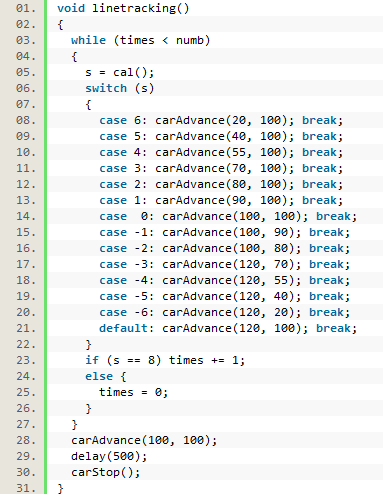 01. void linetracking()
02. {
03.   while (times < numb)
04.   {
05.     s = cal();
06.     switch (s)
07.     {
08.       case 6: carAdvance(20, 100); break;
09.       case 5: carAdvance(40, 100); break;
10.       case 4: carAdvance(55, 100); break;
11.       case 3: carAdvance(70, 100); break;
12.       case 2: carAdvance(80, 100); break;
13.       case 1: carAdvance(90, 100); break;
14.       case  0: carAdvance(100, 100); break;
15.       case -1: carAdvance(100, 90); break;
16.       case -2: carAdvance(100, 80); break;
17.       case -3: carAdvance(120, 70); break;
18.       case -4: carAdvance(120, 55); break;
19.       case -5: carAdvance(120, 40); break;
20.       case -6: carAdvance(120, 20); break;
21.       default: carAdvance(120, 100); break;
22.     }
23.     if (s == 8) times += 1;
24.     else {
25.       times = 0;
26.     }
27.   }
28.   carAdvance(100, 100);
29.   delay(500);
30.   carStop();
31. }